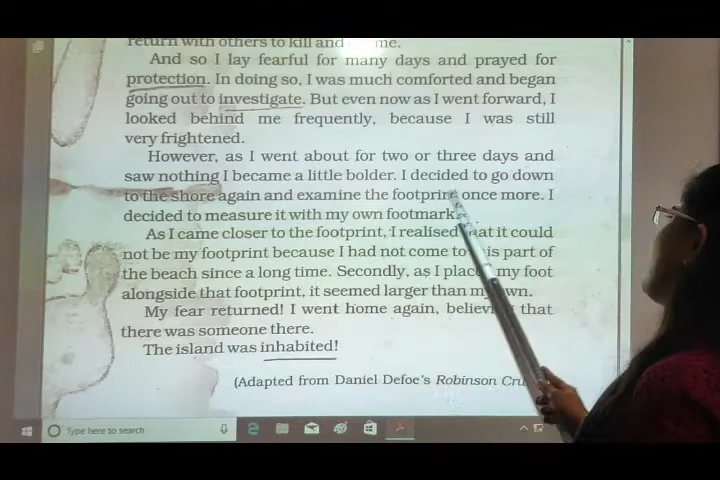 return with others to kill and me.
And so I lay fearful for many days and prayed for
protection. In doing so, I was much comforted and began
going out to investigate. But even now as I went forward, I
looked behind me frequently, because I was still
very frightened.
However, as I went about for two or three days and
saw nothing I became a little bolder. I decided to go down
to the shore again and examine the footprint once more. I
decided to measure it with my own footmark.
As I came closer to the footprint, I realised that it could
not be my footprint because I had not come to this part of
the beach since a long time. Secondly, as I placed my foot
alongside that footprint, it seemed larger than my own.
My fear returned! I went home again, believing that
there was someone there.
The island was inhabited!
(Adapted from Daniel Defoe's Robinson
Type here to search